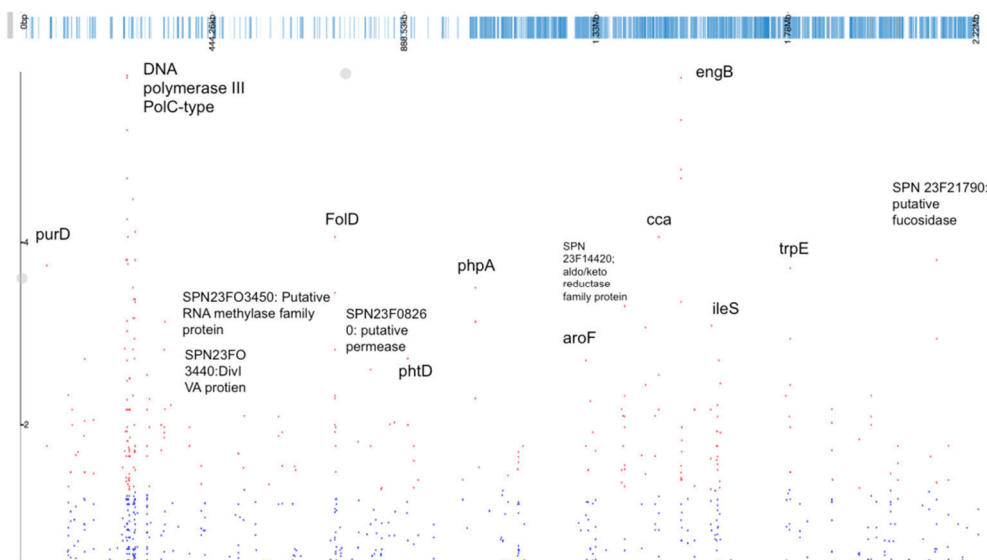 0bp
444.26kb
888.53kb
1.33Mb
1.78Mb
2.22Mb
DNA
polymerase III
PolC-type
engB
SPN 23F21790:
putative
fucosidase
purD
4
FolD
cca
SPN
23F14420;
aldo/keto
reductase
family protein
trpE
phpA
SPN23FO3450: Putative
RNA methylase family
protein
SPN23F0826
0: putative
permease
ileS
aroF
SPN23FO
3440:DivI
VA protien
phtD
2